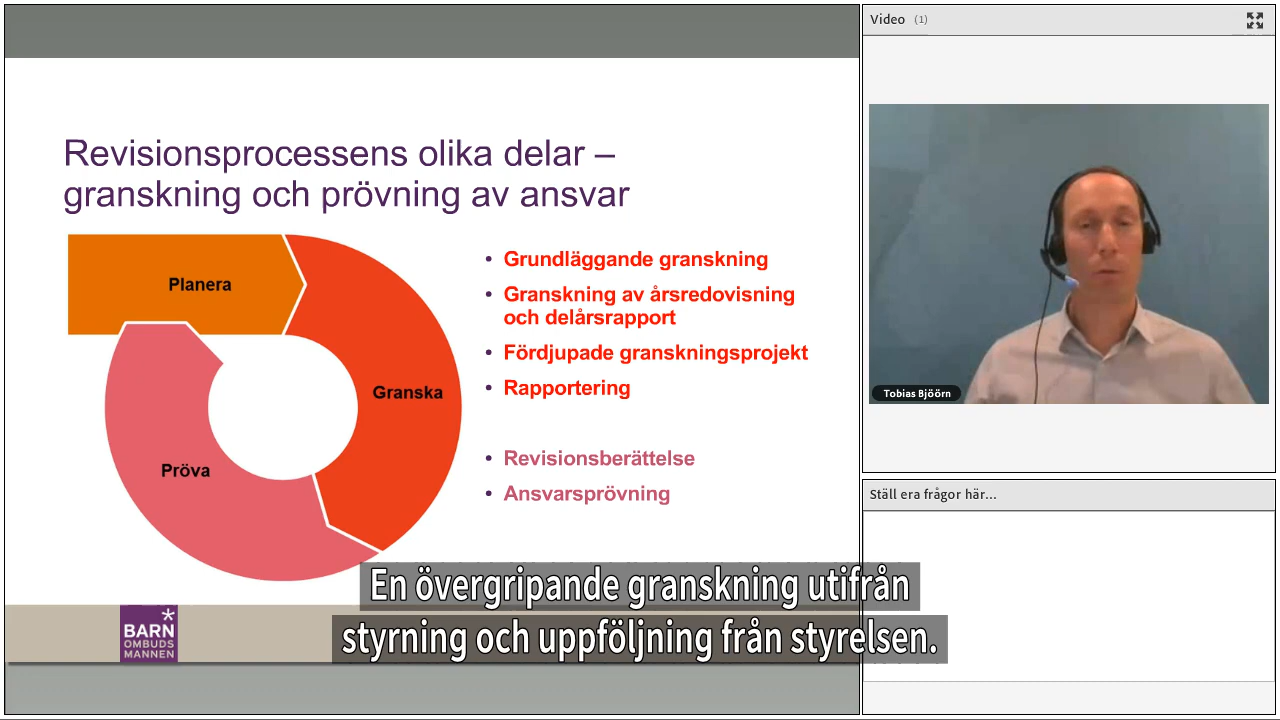 Revisionsprocessens olika delar –
granskning och prövning av ansvar
Planera
Granska
Pröva
• Grundläggande granskning
• Granskning av årsredovisning
och delårsrapport
• Fördjupade granskningsprojekt
• Rapportering
• Revisionsberättelse
• Ansvarsprövning
BARN
OMBUDS
MANNEN
En övergripande granskning utifrån
styrning och uppföljning från styrelsen.
Video (1)
Tobias Bjöörn
Ställ era frågor här...